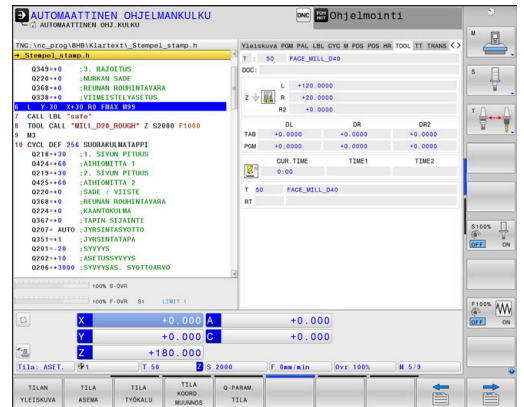 AUTOMAATTINEN OHJELMANKULKU
AUTOMAATTINEN OHJ.KULKU
DNC
Ohjelmointi
TNC:\nc_prog\BHB\Klartext\_Stempel_stamp.h
→_Stempel_stamp.h
Q349=+0 ;3. RAJOITUS
Q220=+0 ;NURKAN SADE
Q368=+0 ;REUNAN ROUHINTAVARA
Q338=+0 ;VIIMEISTELYASETUS
6 L Y-30 X+30 R0 FMAX M99
7 CALL LBL "safe"
8 TOOL CALL "MILL_D20_ROUGH" Z S2000 F1000
9 M3
10 CYCL DEF 256 SUORAKULMATAPPI
Q218=+30 ;1. SIVUN PITUUS
Q424=+60 ;AIHIOMITTA 1
Q219=+30 ;2. SIVUN PITUUS
Q425=+60 ;AIHIOMITTA 2
Q220=+0 ;SADE / VIISTE
Q368=+0 ;REUNAN ROUHINTAVARA
Q224=+0 ;KAANTOKULMA
Q367=+0 ;TAPIN SIJAINTI
Q207= AUTO ;JYRSINTASYOTTO
Q351=+1 ;JYRSINTATAPA
Q201=-20 ;SYVYYS
Q202=+10 ;ASETUSSYVYYS
Q206=+3000 ;SYVYYSAS. SYOTTOARVO
Yleiskuva PGM PAL LBL CYC M POS POS HR TOOL TT TRANS
T : 50 FACE_MILL_D40
DOC:
L +120.0000
Z R +20.0000
R2 +0.0000
DL DR DR2
TAB +0.0000 +0.0000 +0.0000
PGM +0.0000 +0.0000 +0.0000
CUR.TIME TIME1 TIME2
0:00
T 50 FACE_MILL_D40
RT
100% S-OVR
100% F-OVR S1 LIMIT 1
X +0.000 A +0.000
Y +0.000 C +0.000
Z +180.000
Tila: ASET. 1 T 50 Z S 2000 F 0mm/min Ovr 100% M 5/9
TILAN YLEISKUVA
TILA ASEMA
TILA TYÖKALU
TILA KOORD. MUUNNOS
Q-PARAM. TILA
M
S
T
S100%
OFF ON
F100%
OFF ON